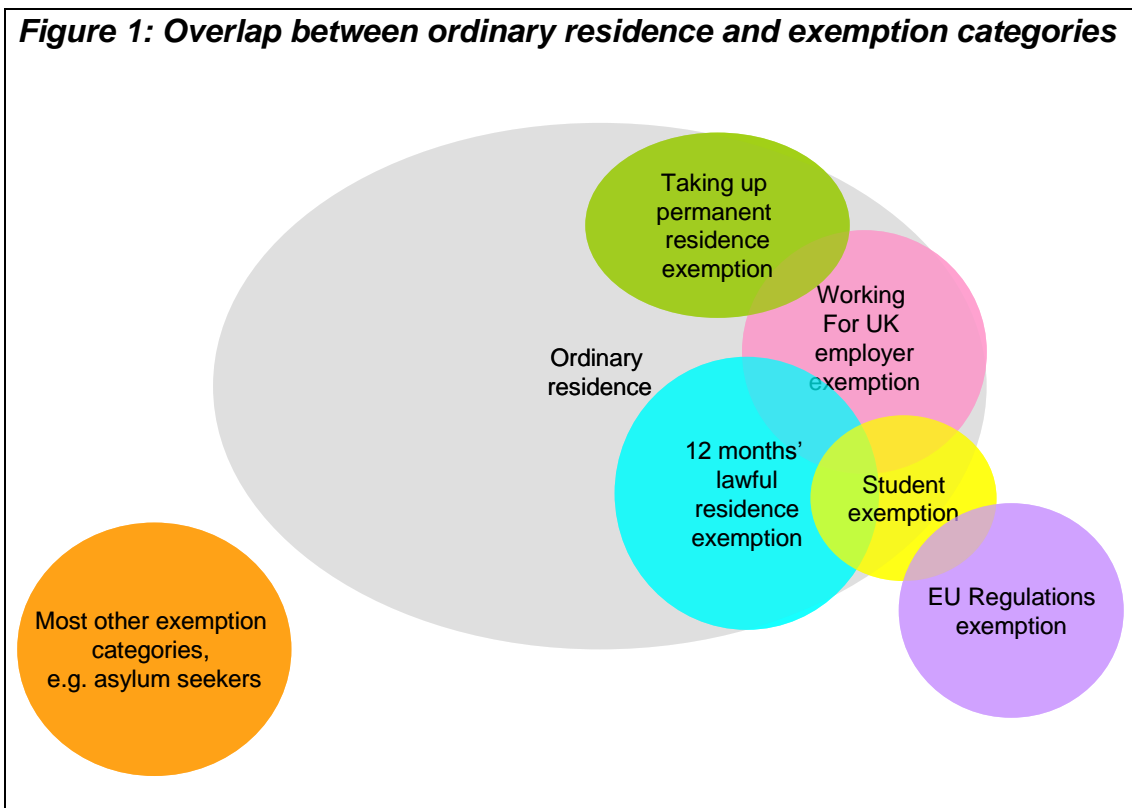 Figure 1: Overlap between ordinary residence and exemption categories
Taking up
permanent
residence
exemption
Working
For UK
employer
exemption
Ordinary
residence
12 months’
lawful
residence
exemption
Student
exemption
EU Regulations
exemption
Most other exemption
categories,
e.g. asylum seekers